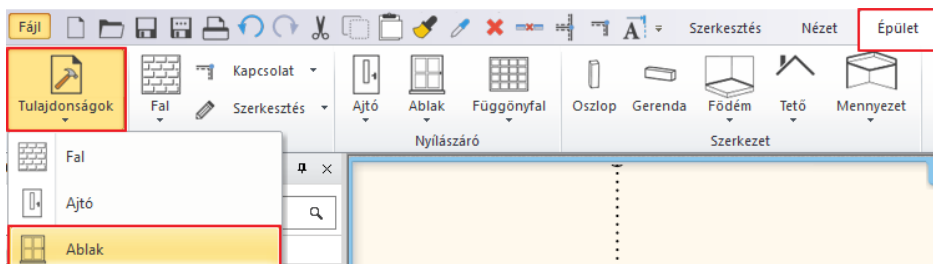 Fájl Szerkesztés Nézet Épület
Tulajdonságok Fal Kapcsolat Szerkesztés Ajtó Ablak Függönyfal Oszlop Gerenda Födém Tető Mennyezet
Nyílászáró Szerkezet
Fal
Ajtó
Ablak